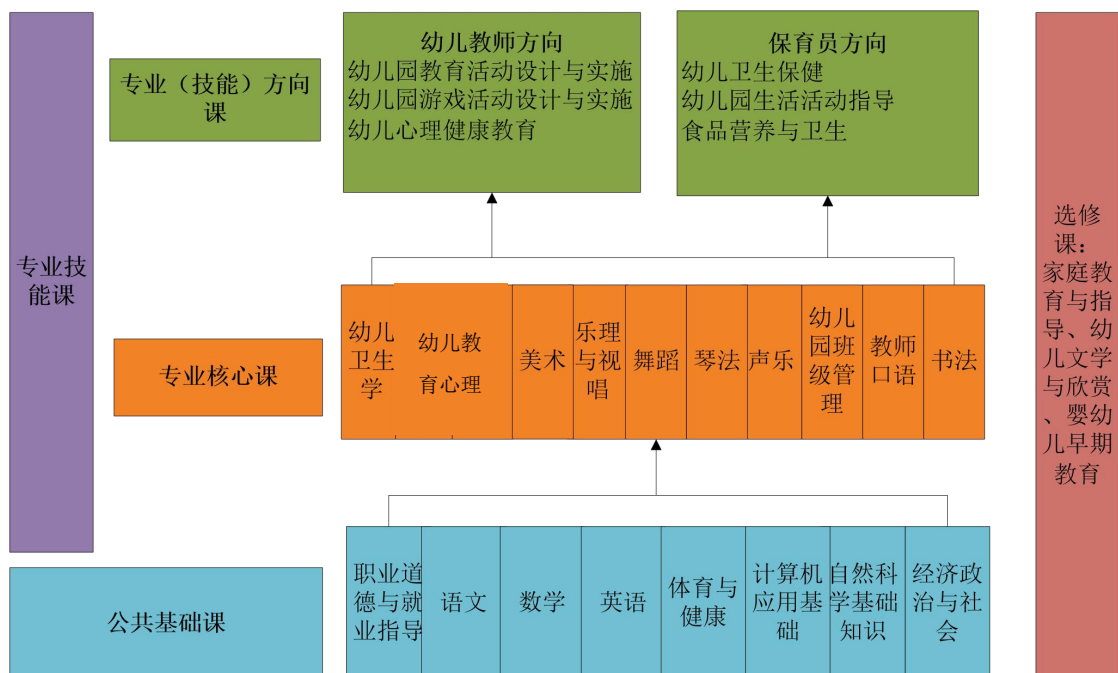 专业技
能课
专业（技能）方向
课
幼儿教师方向
幼儿园教育活动设计与实施
幼儿园游戏活动设计与实施
幼儿心理健康教育
保育员方向
幼儿卫生保健
幼儿园生活活动指导
食品营养与卫生
专业核心课
幼儿
卫生
学
幼儿教
育心理
美术
乐理
与视
唱
舞蹈
琴法
声乐
幼儿
园班
级管
理
教师
口语
书法
公共基础课
职业道
德与就
业指导
语文
数学
英语
体育与
健康
计算机
应用基
础
自然科
学基础
知识
经济政
治与社
会
选修
课：
家庭教
育与指
导、幼
儿文学
与欣赏
、婴幼
儿早期
教育